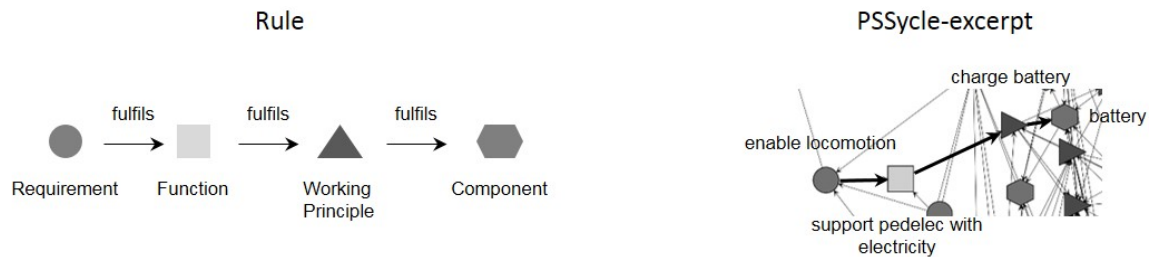 Rule
fulfils
fulfils
fulfils
Requirement
Function
Working
Principle
Component
PSSycle-excerpt
charge battery
battery
enable locomotion
support pedelec with
electricity